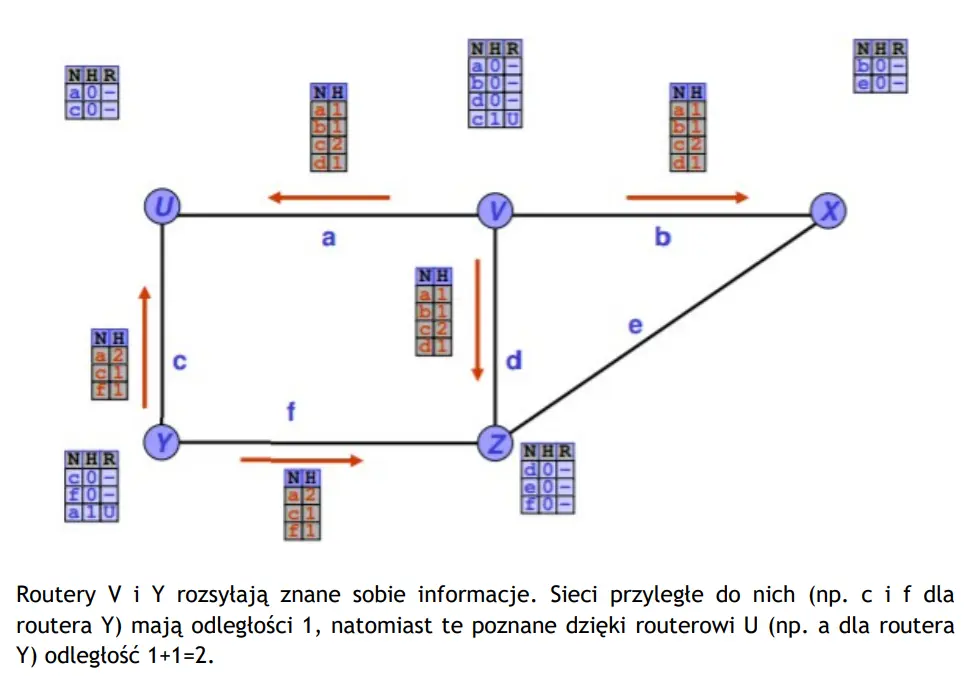 N H R
a 0 -
c 0 -
N H
a 1
b 1
c 2
d 1
N H R
a 0 -
b 0 -
d 0 -
c 1 U
N H
a 1
b 1
c 2
d 1
N H R
b 0 -
e 0 -
U
V
X
a
b
N H
a 1
b 1
c 2
d 1
N H
a 2
c 1
f 1
c
d
e
f
Y
Z
N H R
c 0 -
f 0 -
a 1 U
N H
a 2
c 1
f 1
N H R
d 0 -
e 0 -
f 0 -
Routery V i Y rozsyłają znane sobie informacje. Sieci przyległe do nich (np. c i f dla
routera Y) mają odległości 1, natomiast te poznane dzięki routerowi U (np. a dla routera
Y) odległość 1+1=2.